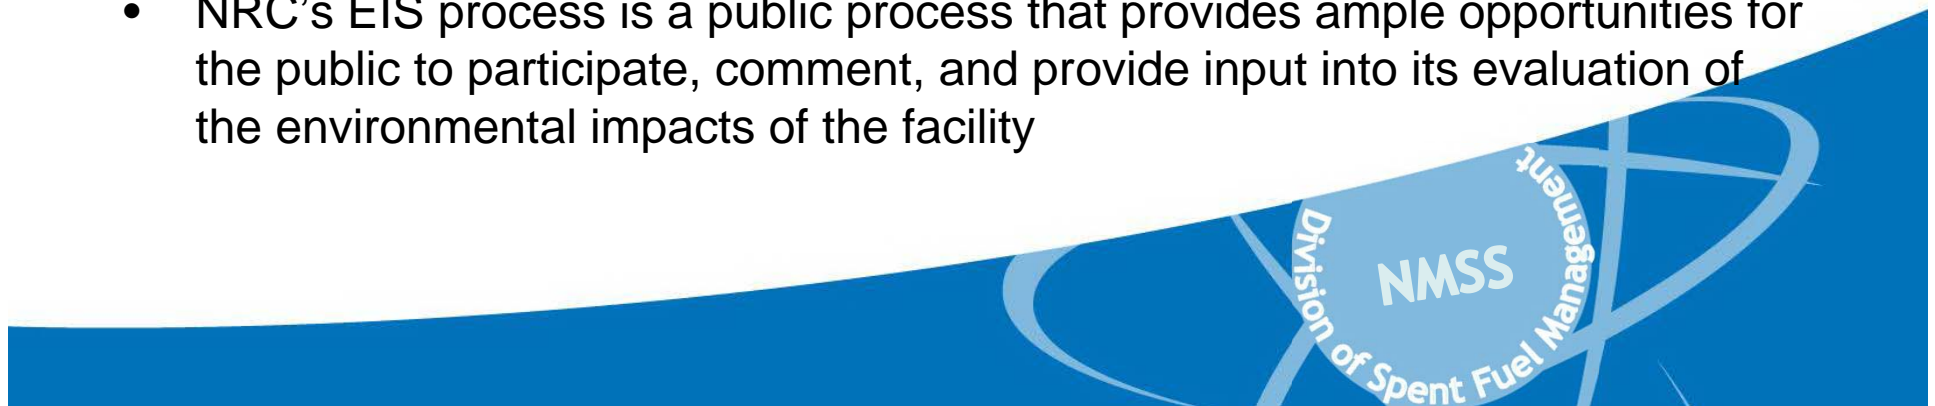 • NRC's EIS process is a public process that provides ample opportunities for
the public to participate, comment, and provide input into its evaluation of
the environmental impacts of the facility
NMSS
Division of Spent Fuel Management